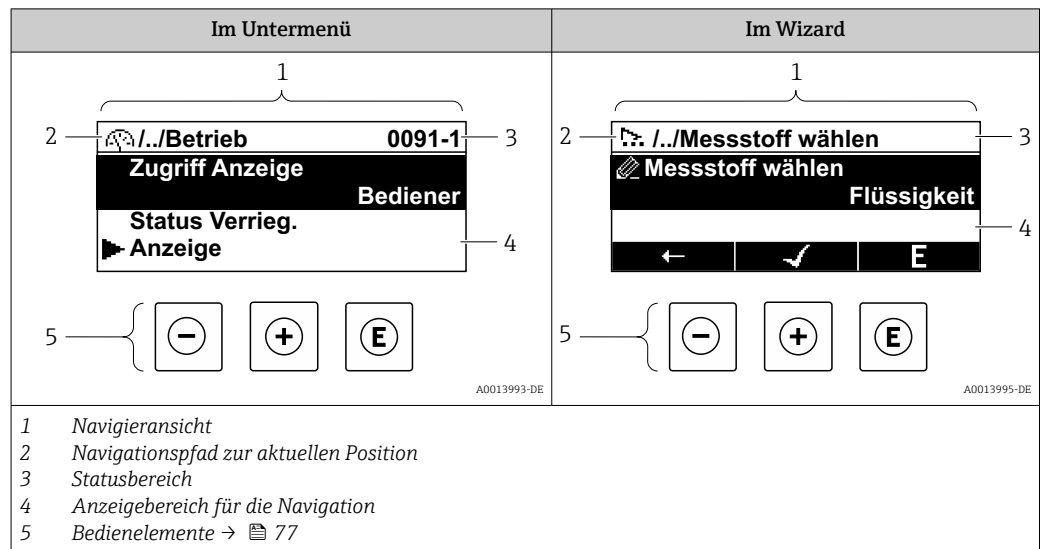 Im Untermenü
Im Wizard
1
2
/../Betrieb 0091-1
3
Zugriff Anzeige
Bediener
Status Verrieg.
Anzeige
4
5
- + E
A0013993-DE
1
2
/../Messstoff wählen
3
Messstoff wählen
Flüssigkeit
4
← ✓ E
5
- + E
A0013995-DE
1 Navigieransicht
2 Navigationspfad zur aktuellen Position
3 Statusbereich
4 Anzeigebereich für die Navigation
5 Bedienelemente → 77